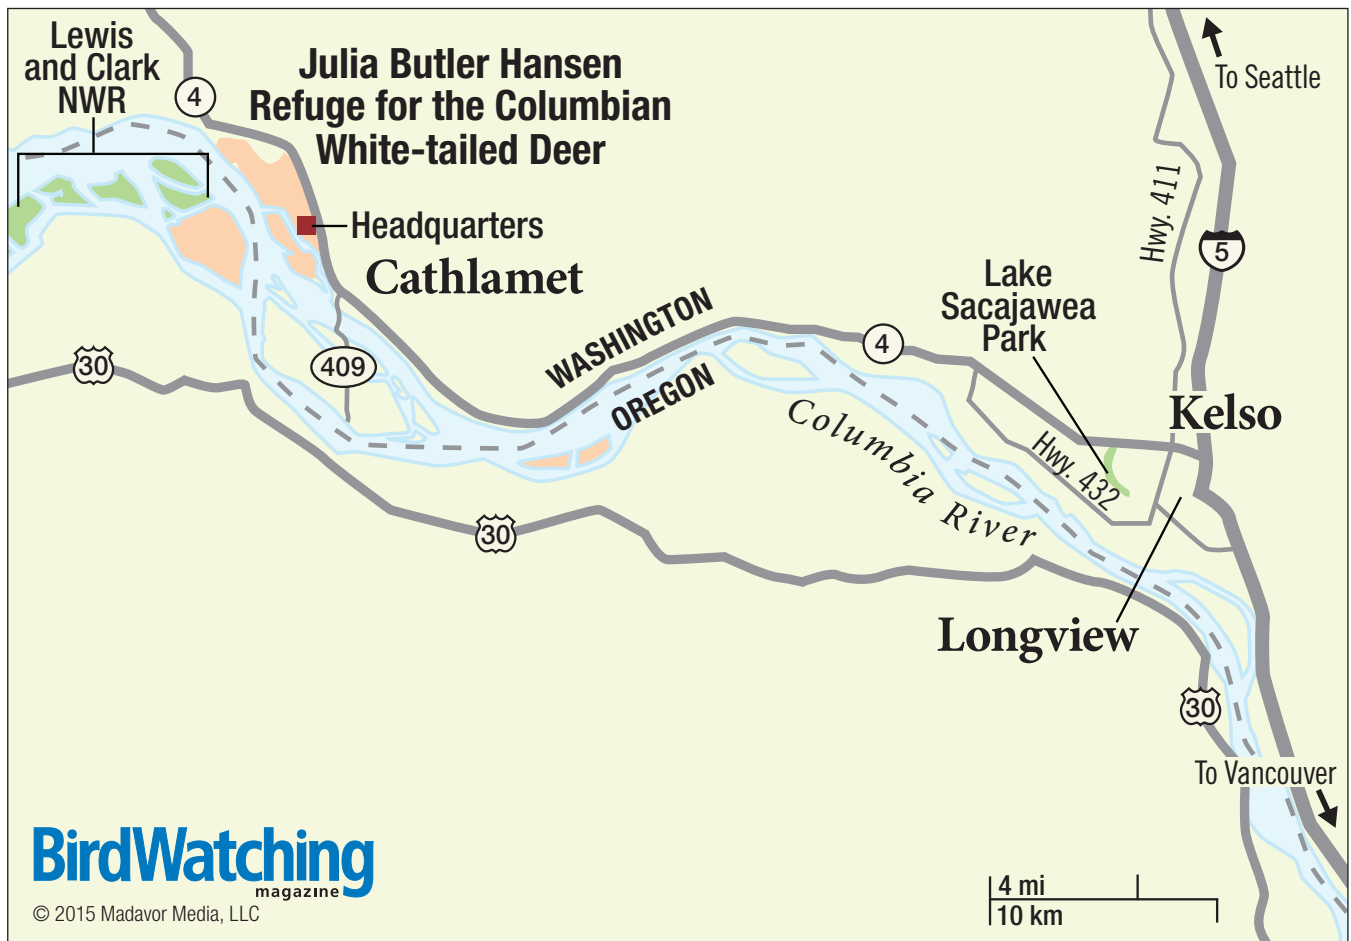 Lewis
and Clark
NWR
4
Julia Butler Hansen
Refuge for the Columbian
White-tailed Deer
To Seattle
Headquarters
Cathlamet
Hwy. 411
5
Lake
Sacajawea
Park
WASHINGTON
OREGON
4
30
409
Kelso
Columbia River
Hwy. 432
30
Longview
30
To Vancouver
BirdWatching
magazine
© 2015 Madavor Media, LLC
4 mi
10 km